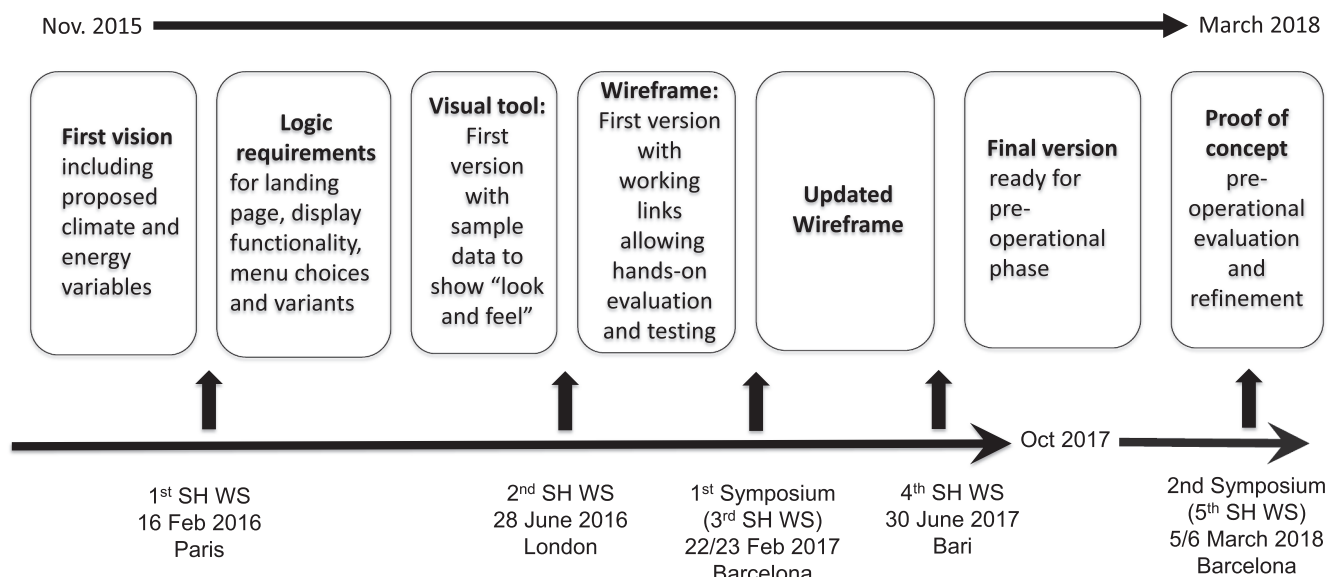 Nov. 2015
March 2018
First vision
including
proposed
climate and
energy
variables
Logic
requirements
for landing
page, display
functionality,
menu choices
and variants
Visual tool:
First
version
with
sample
data to
show “look
and feel”
Wireframe:
First version
with
working
links
allowing
hands-on
evaluation
and testing
Updated
Wireframe
Final version
ready for
pre-
operational
phase
Proof of
concept
pre-
operational
evaluation
and
refinement
Oct 2017
1st SH WS
16 Feb 2016
Paris
2nd SH WS
28 June 2016
London
1st Symposium
(3rd SH WS)
22/23 Feb 2017
Barcelona
4th SH WS
30 June 2017
Bari
2nd Symposium
(5th SH WS)
5/6 March 2018
Barcelona